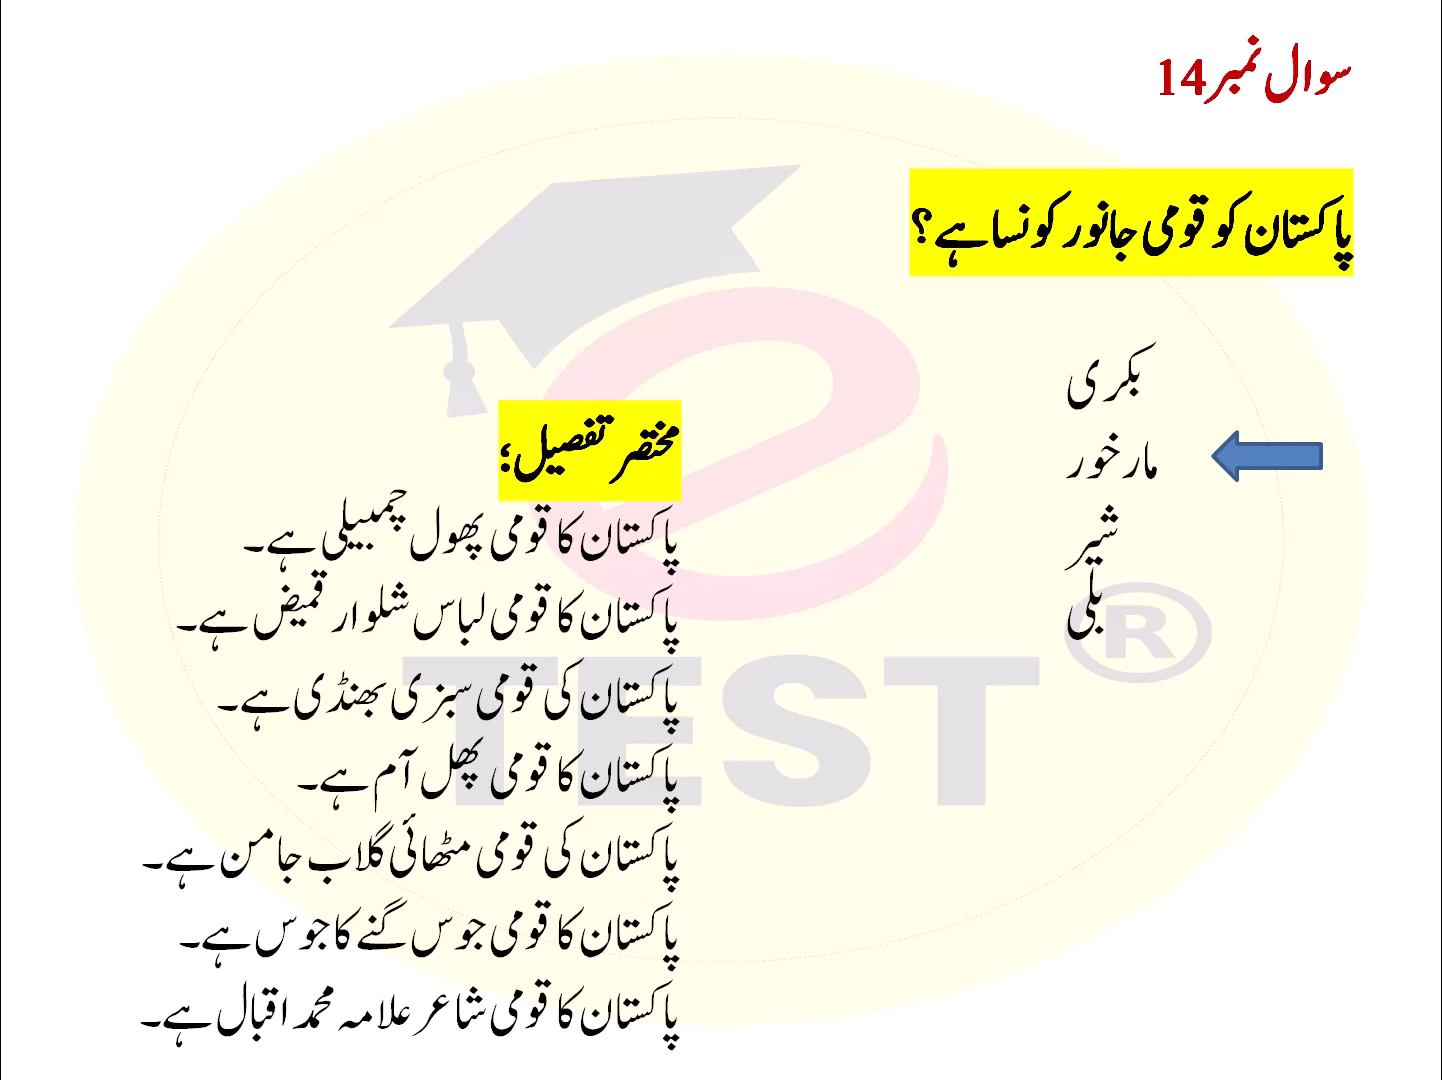 سوال نمبر 14
پاکستان کو قومی جانور کونسا ہے؟
بکری
مارخور
شیر
بلی
مختصر تفصیل؛
پاکستان کا قومی پھول چمبیلی ہے۔
پاکستان کا قومی لباس شلوار قمیض ہے۔
پاکستان کی قومی سبزی بھنڈی ہے۔
پاکستان کا قومی پھل آم ہے۔
پاکستان کی قومی مٹھائی گلاب جامن ہے۔
پاکستان کا قومی جوس گنے کا جوس ہے۔
پاکستان کا قومی شاعر علامہ محمد اقبال ہے۔
e
TEST ®